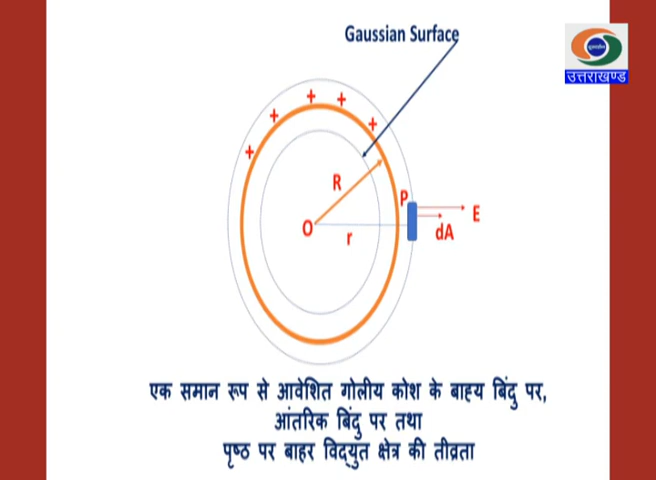 Gaussian Surface
उत्तराखण्ड
+ + + + +
R
P
E
O
r
dA
एक समान रूप से आवेशित गोलीय कोश के बाह्य बिंदु पर,
आंतरिक बिंदु पर तथा
पृष्ठ पर बाहर विद्युत क्षेत्र की तीव्रता